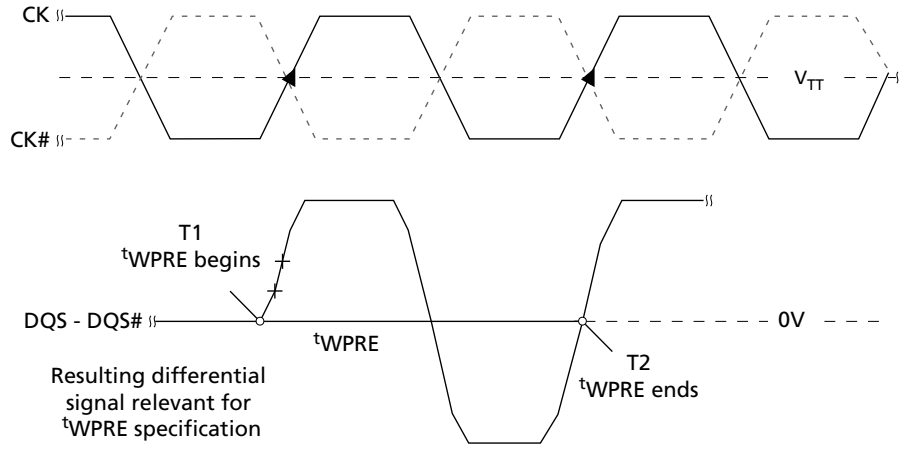 CK
V_TT
CK#
T1
ᵗWPRE begins
DQS - DQS#
0V
ᵗWPRE
T2
ᵗWPRE ends
Resulting differential
signal relevant for
ᵗWPRE specification